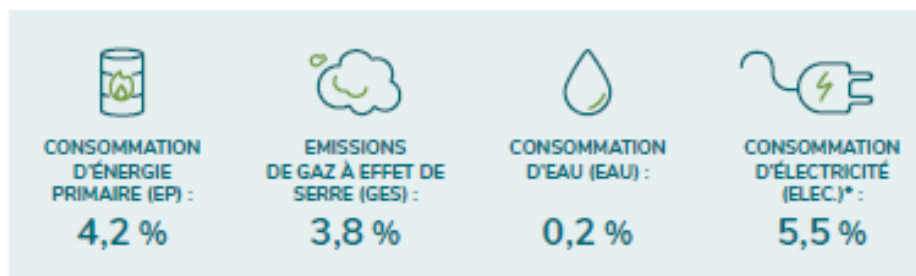 CONSOMMATION
D'ÉNERGIE
PRIMAIRE (EP) :
4,2 %
EMISSIONS
DE GAZ À EFFET DE
SERRE (GES) :
3,8 %
CONSOMMATION
D'EAU (EAU) :
0,2 %
CONSOMMATION
D'ÉLECTRICITÉ
(ELEC.)* :
5,5 %